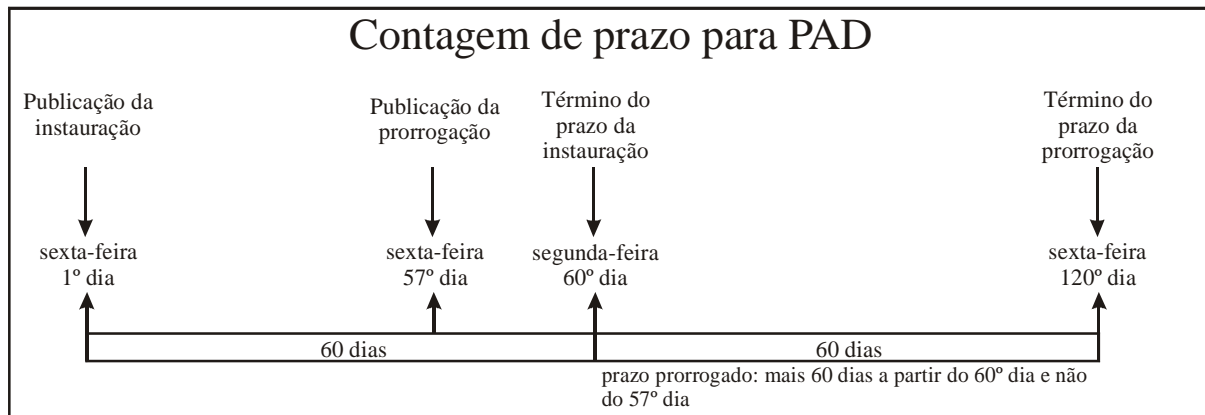 Contagem de prazo para PAD
Publicação da
instauração
Publicação da
prorrogação
Término do
prazo da
instauração
Término do
prazo da
prorrogação
sexta-feira
1º dia
sexta-feira
57º dia
segunda-feira
60º dia
sexta-feira
120º dia
60 dias
60 dias
prazo prorrogado: mais 60 dias a partir do 60º dia e não
do 57º dia